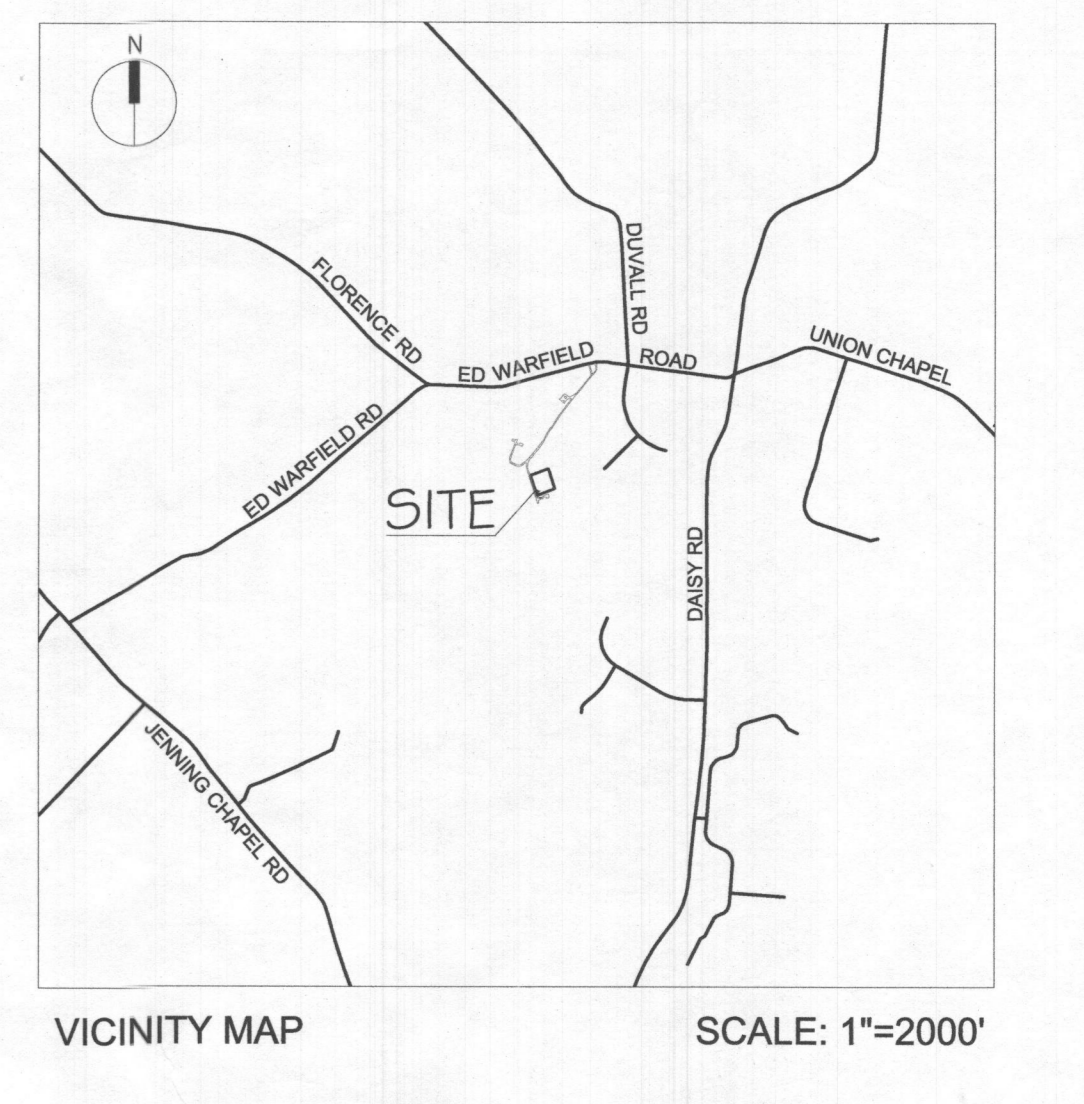 N
DUVALL RD
FLORENCE RD
UNION CHAPEL
ED WARFIELD ROAD
ED WARFIELD RD
SITE
DAISY RD
JENNING CHAPEL RD
VICINITY MAP
SCALE: 1"=2000'